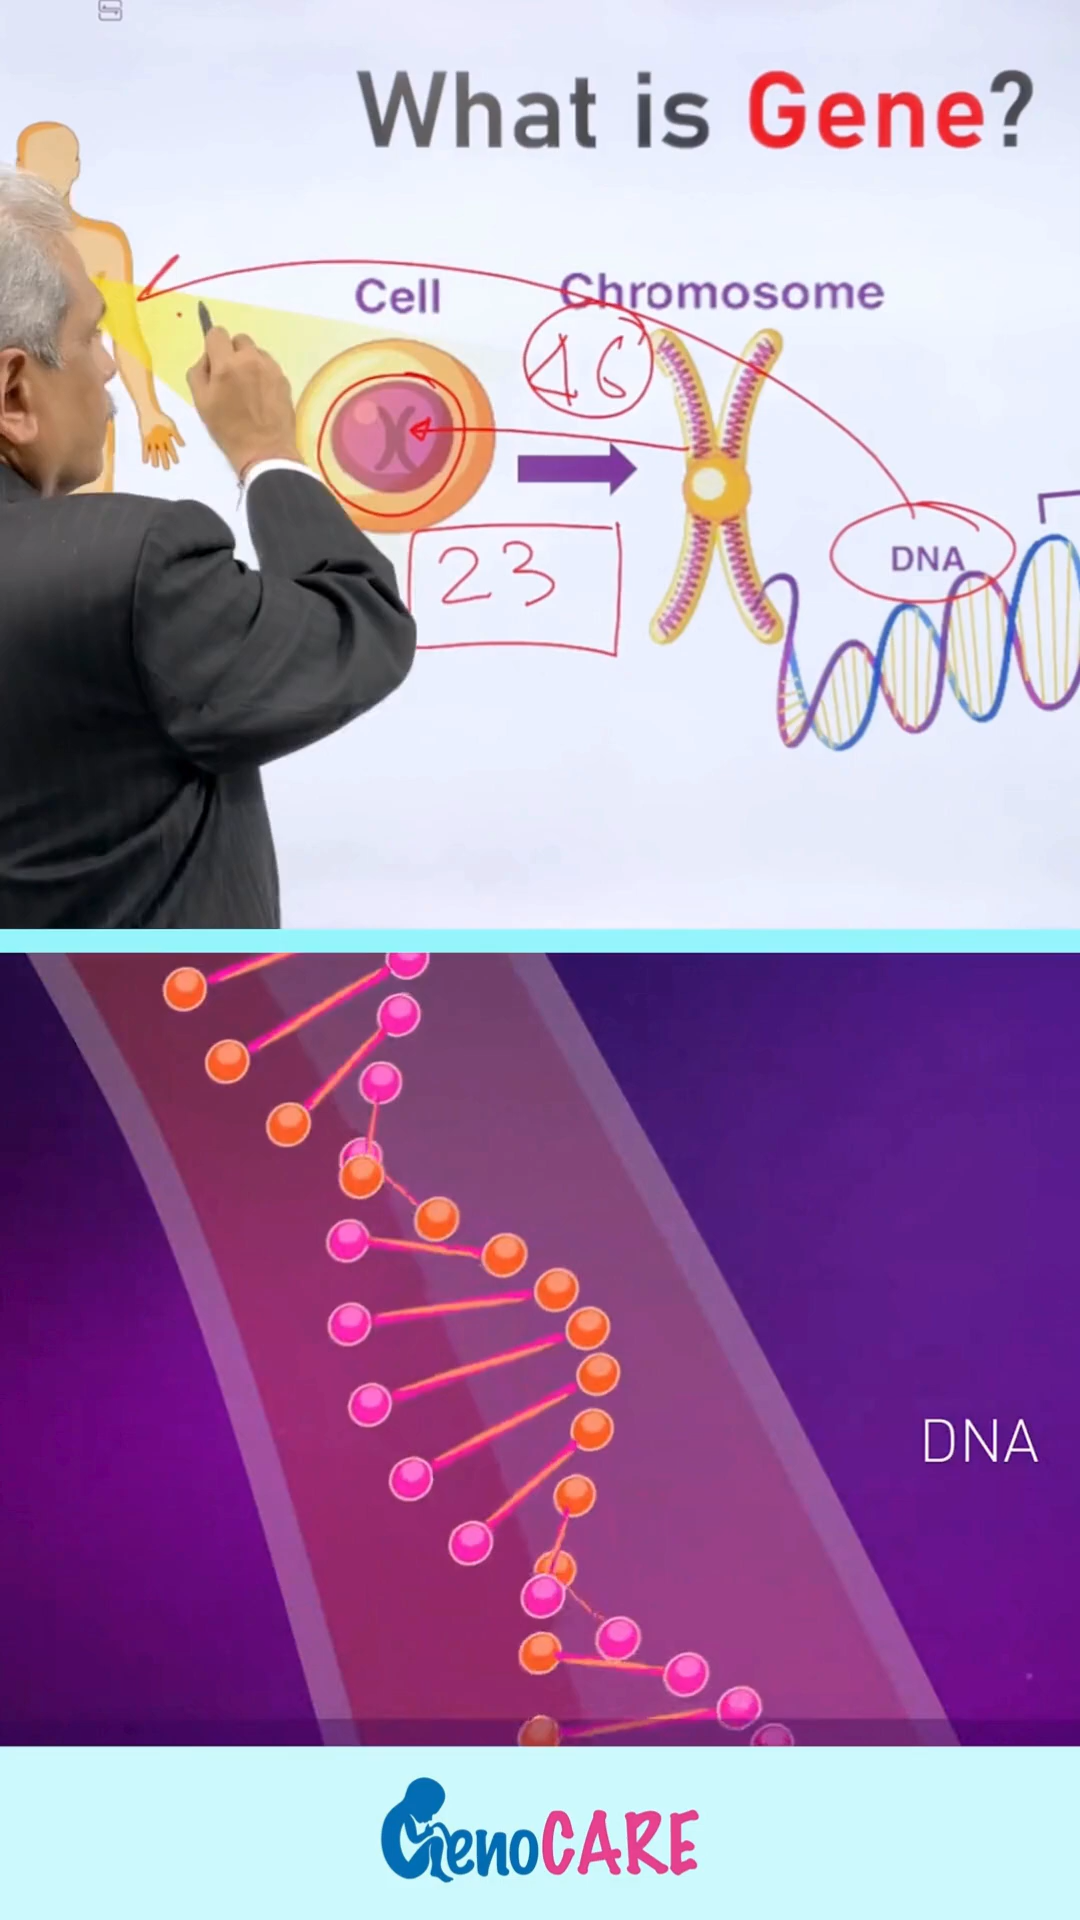 What is Gene?
Cell
Chromosome
46
23
DNA
DNA
GenoCARE